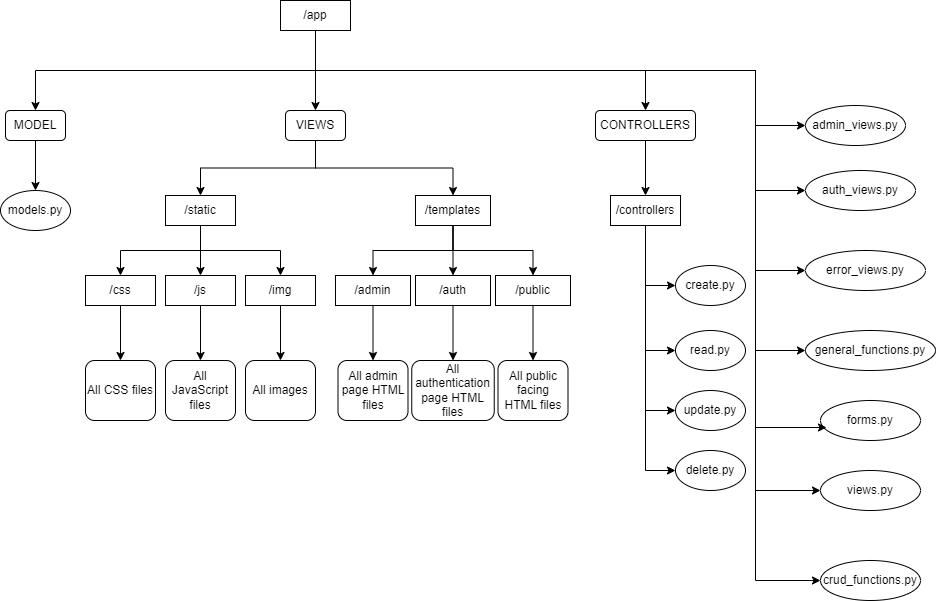 /app
MODEL
VIEWS
CONTROLLERS
admin_views.py
auth_views.py
models.py
/static
/templates
/controllers
error_views.py
/css
/js
/img
/admin
/auth
/public
create.py
read.py
general_functions.py
All CSS files
All
JavaScript
files
All images
All admin
page HTML
files
All
authentication
page HTML
files
All public
facing
HTML files
update.py
forms.py
delete.py
views.py
crud_functions.py